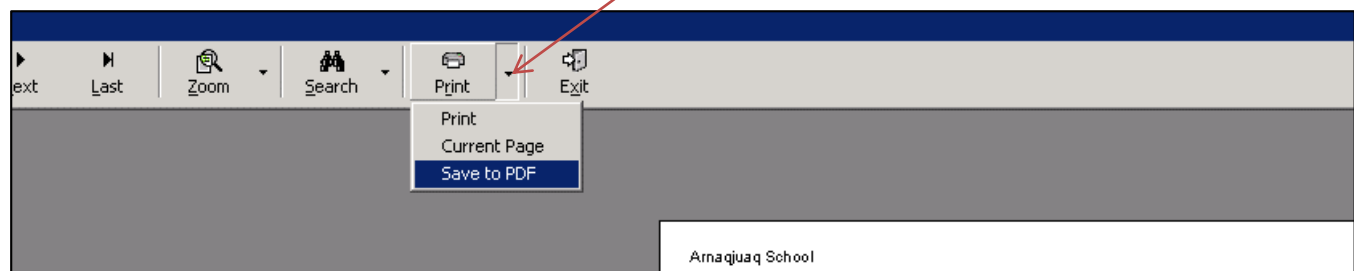 ext Last Zoom Search Print Exit
Print
Current Page
Save to PDF
Arnaqjuaq School